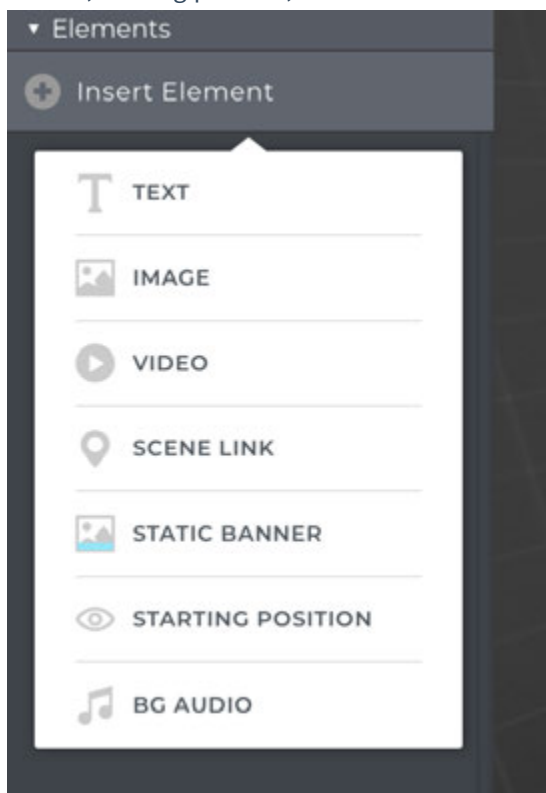 Elements
Insert Element
TEXT
IMAGE
VIDEO
SCENE LINK
STATIC BANNER
STARTING POSITION
BG AUDIO